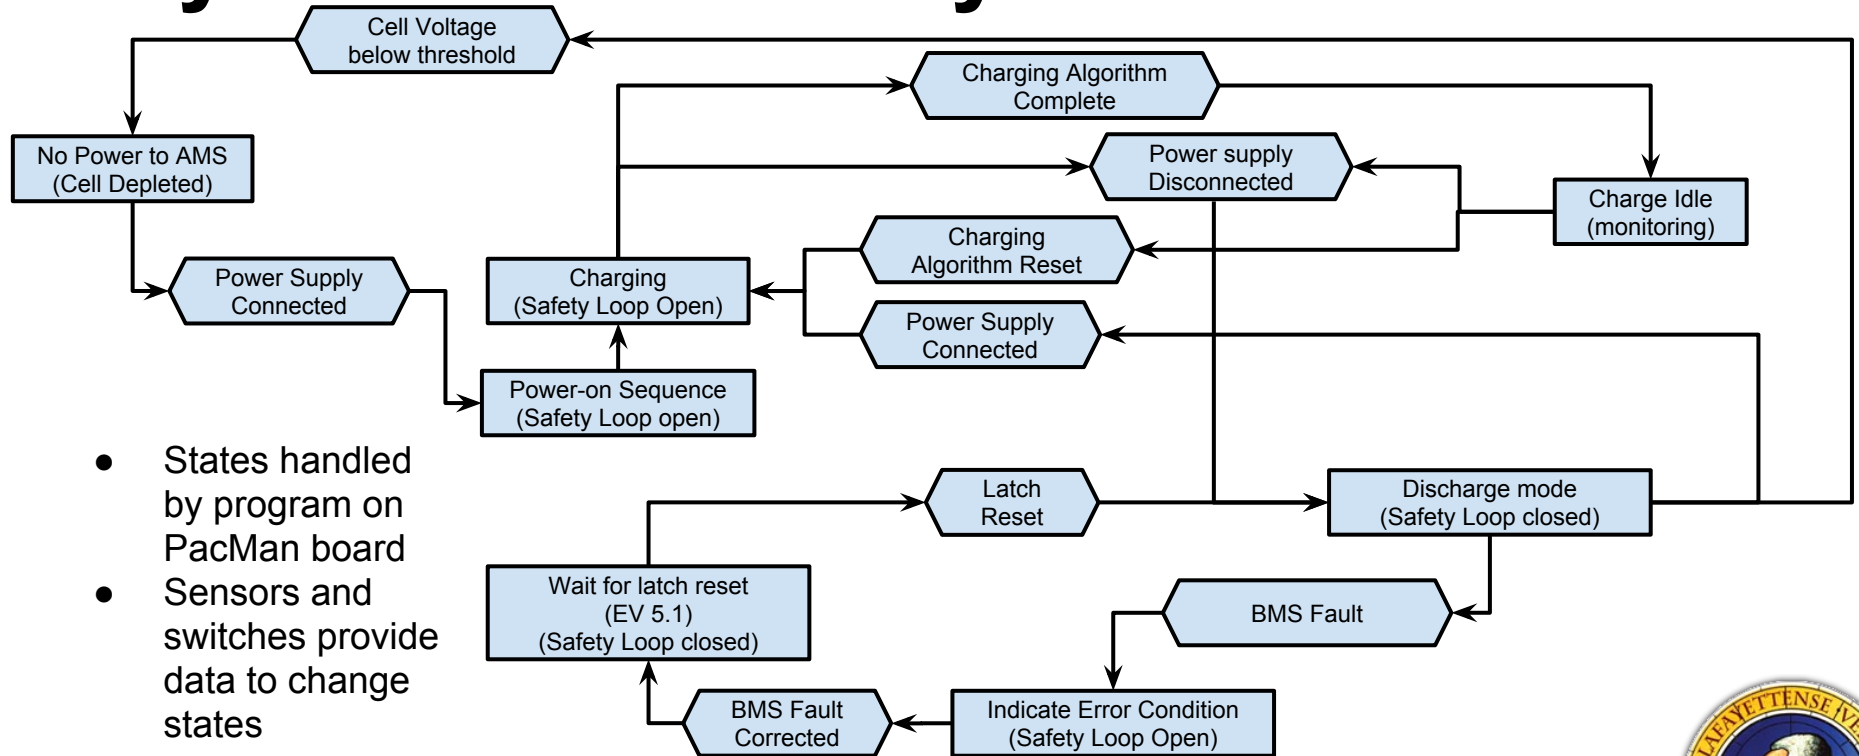 Cell Voltage
below threshold
Charging Algorithm
Complete
No Power to AMS
(Cell Depleted)
Power supply
Disconnected
Charge Idle
(monitoring)
Charging
Algorithm Reset
Power Supply
Connected
Charging
(Safety Loop Open)
Power Supply
Connected
Power-on Sequence
(Safety Loop open)
● States handled
by program on
PacMan board
● Sensors and
switches provide
data to change
states
Latch
Reset
Discharge mode
(Safety Loop closed)
Wait for latch reset
(EV 5.1)
(Safety Loop closed)
BMS Fault
BMS Fault
Corrected
Indicate Error Condition
(Safety Loop Open)